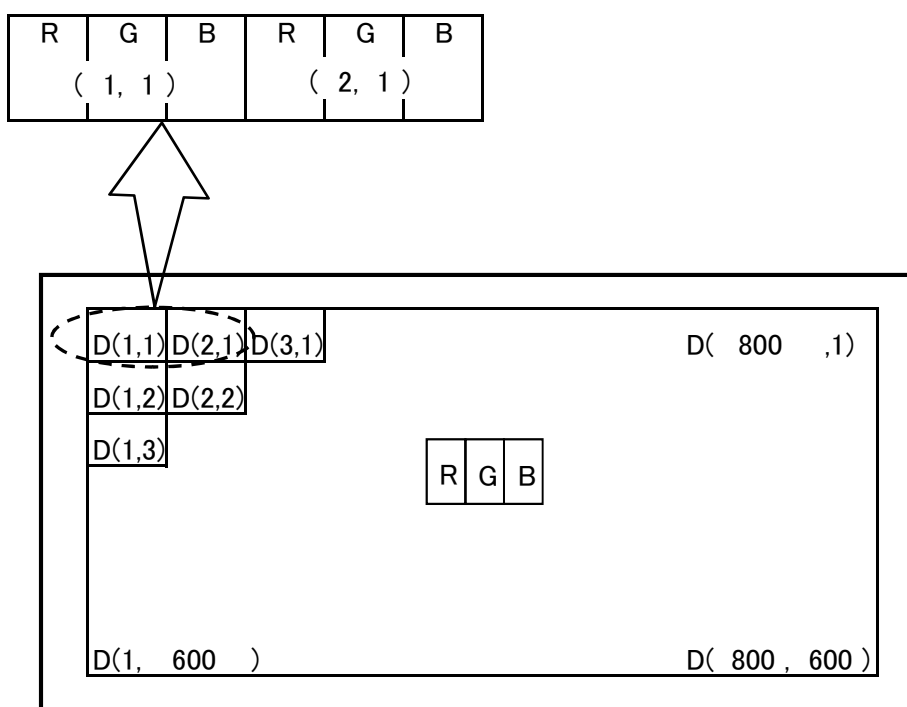 R G B R G B
( 1, 1 ) ( 2, 1 )
D(1,1) D(2,1) D(3,1) D( 800 ,1)
D(1,2) D(2,2)
D(1,3)
R G B
D(1, 600 ) D( 800 , 600 )